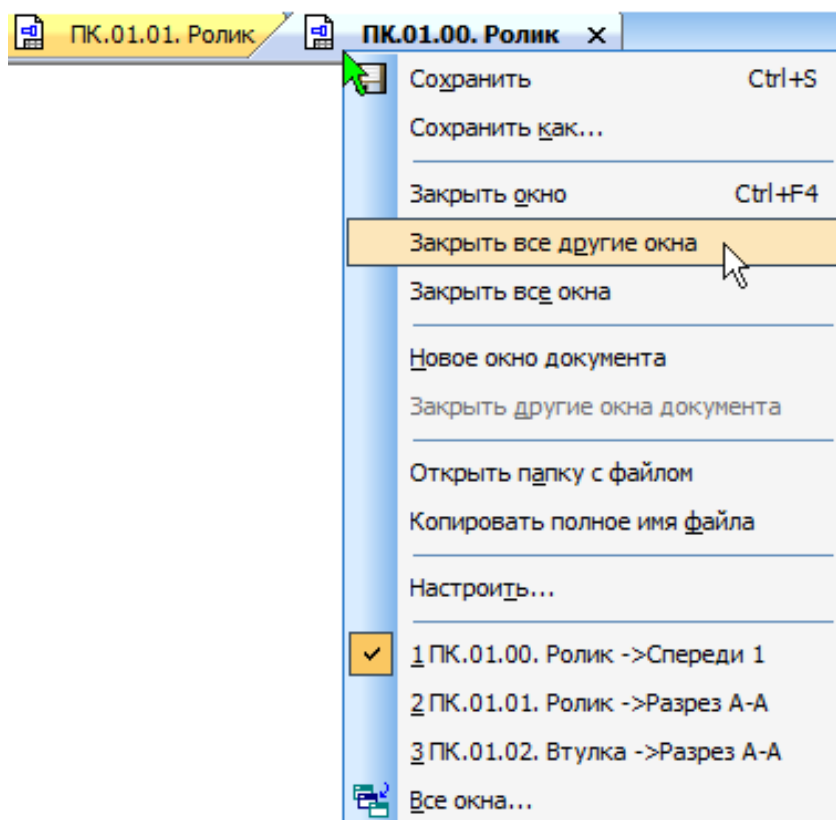 ПК.01.01. Ролик ПК.01.00. Ролик
Сохранить Ctrl+S
Сохранить как...
Закрыть окно Ctrl+F4
Закрыть все другие окна
Закрыть все окна
Новое окно документа
Закрыть другие окна документа
Открыть папку с файлом
Копировать полное имя файла
Настроить...
1 ПК.01.00. Ролик ->Спереди 1
2 ПК.01.01. Ролик ->Разрез А-А
3 ПК.01.02. Втулка ->Разрез А-А
Все окна...